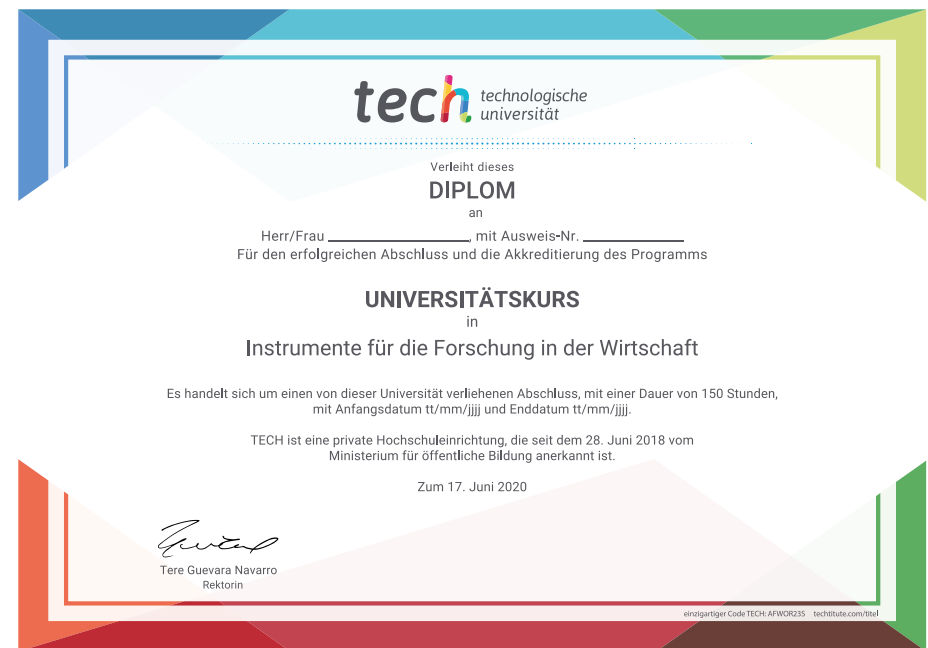 tech technologische
universität
Verleiht dieses
DIPLOM
an
Herr/Frau ____________________, mit Ausweis-Nr. ______________
Für den erfolgreichen Abschluss und die Akkreditierung des Programms
UNIVERSITÄTSKURS
in
Instrumente für die Forschung in der Wirtschaft
Es handelt sich um einen von dieser Universität verliehenen Abschluss, mit einer Dauer von 150 Stunden,
mit Anfangsdatum tt/mm/jjjj und Enddatum tt/mm/jjjj.
TECH ist eine private Hochschuleinrichtung, die seit dem 28. Juni 2018 vom
Ministerium für öffentliche Bildung anerkannt ist.
Zum 17. Juni 2020
Tere Guevara Navarro
Rektorin
einzigartiger Code TECH: AFWOR23S techtitute.com/titel